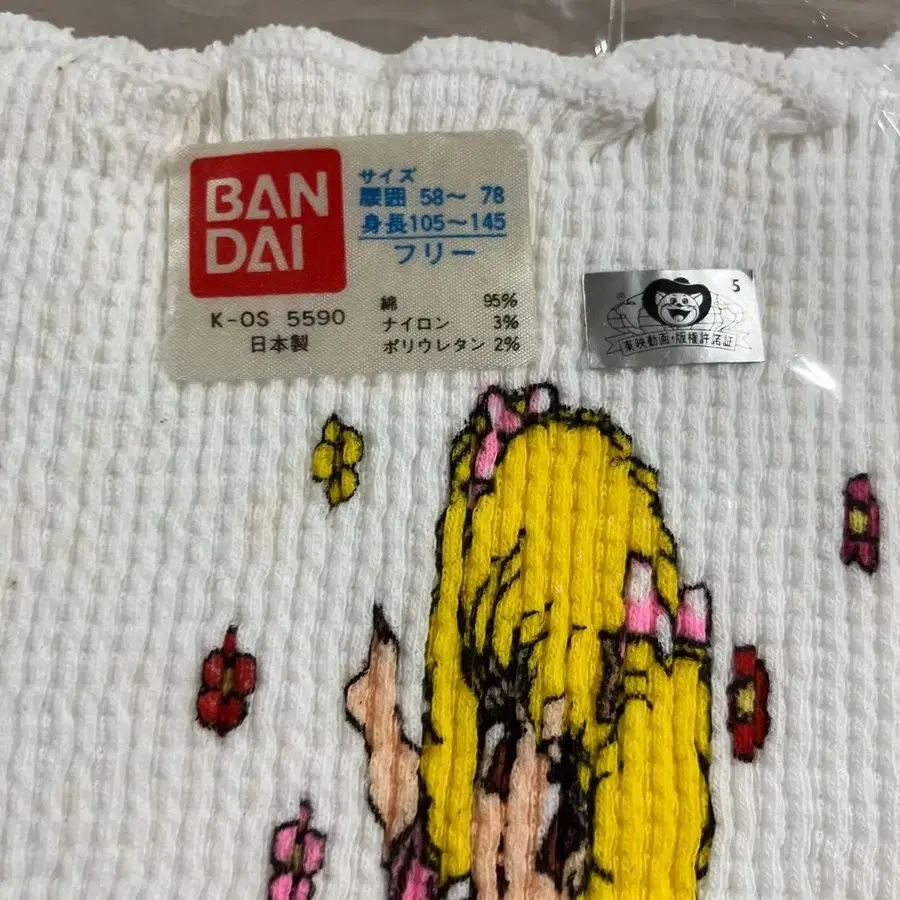 BAN
DAI
サイズ
腰囲 58～78
身長105～145
フリー
K-OS 5590
日本製
綿 95%
ナイロン 3%
ポリウレタン 2%
5
東映動画・版権許諾証